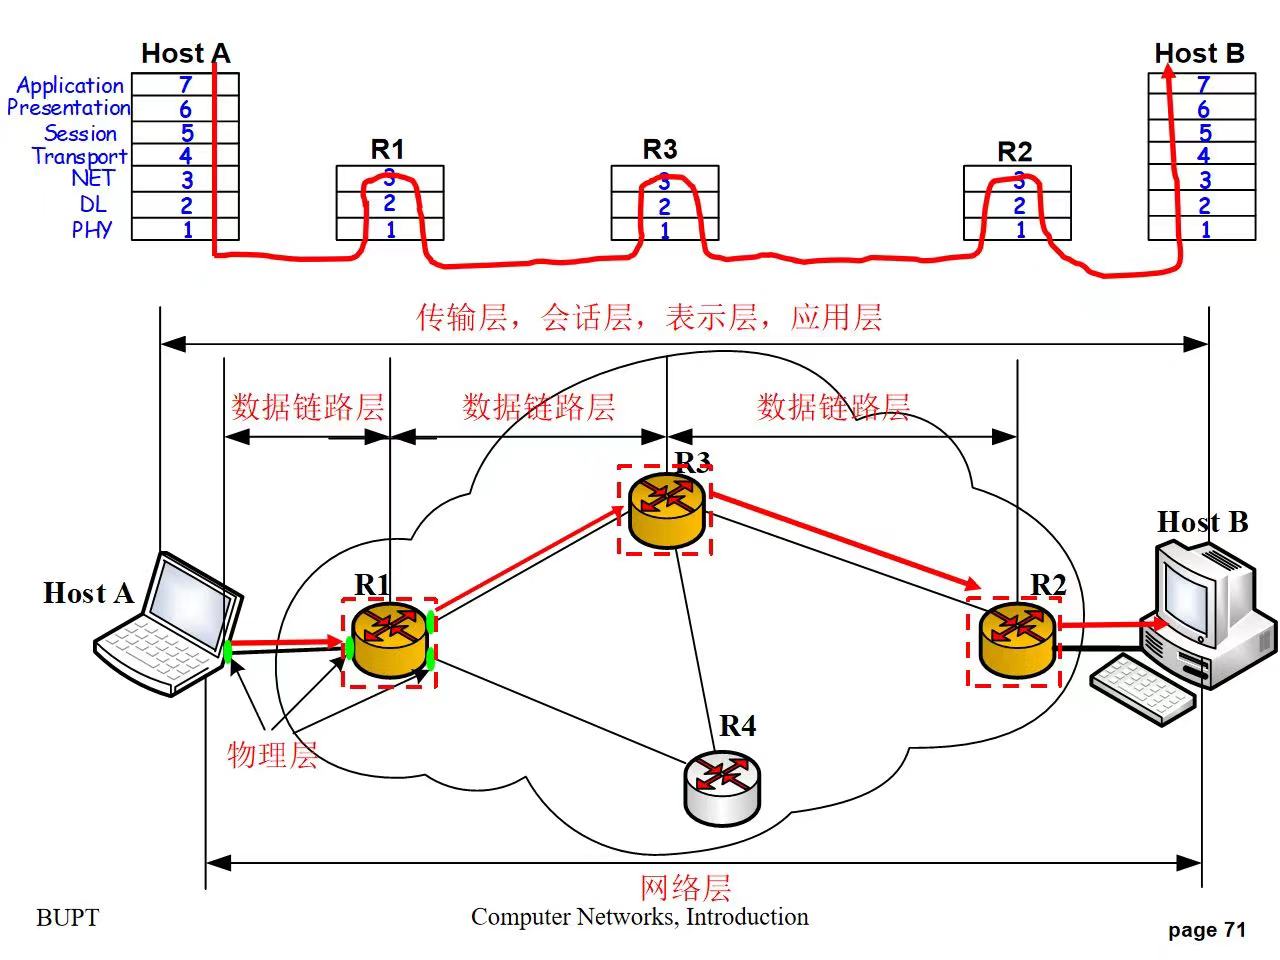 Host A
Host B
Application 7
7
Presentation 6
6
Session 5
5
Transport 4
4
R1
R3
R2
NET 3
3
3
3
3
DL 2
2
2
2
2
PHY 1
1
1
1
1
传输层，会话层，表示层，应用层
数据链路层
数据链路层
数据链路层
R3
Host B
Host A
R1
R2
R4
物理层
网络层
BUPT
Computer Networks, Introduction
page 71